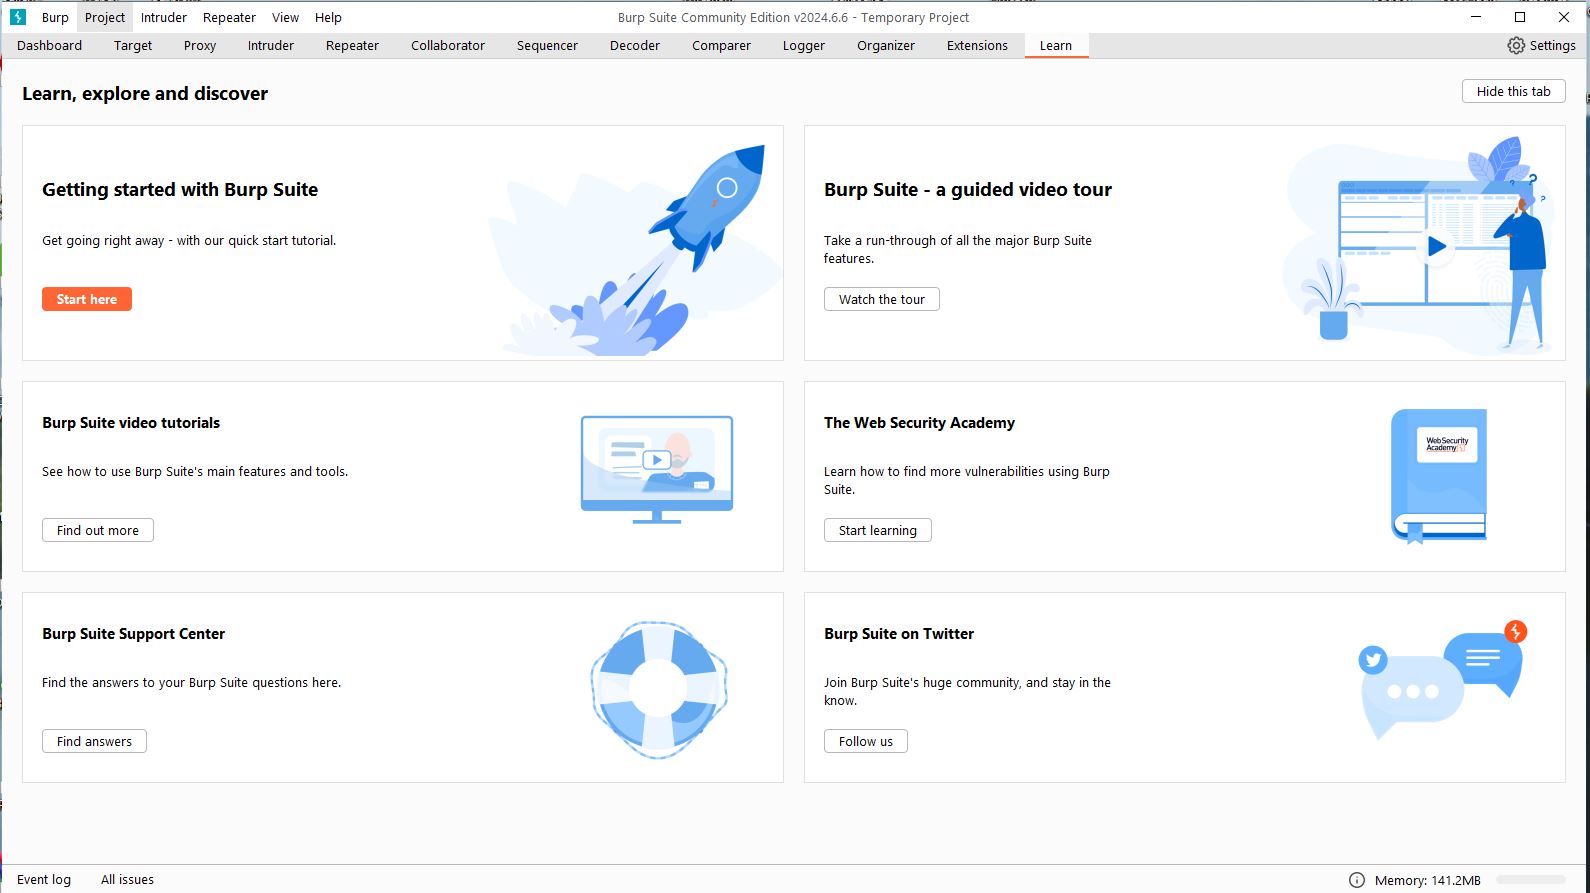 Burp Project Intruder Repeater View Help Burp Suite Community Edition v2024.6.6 - Temporary Project
Dashboard Target Proxy Intruder Repeater Collaborator Sequencer Decoder Comparer Logger Organizer Extensions Learn Settings
Learn, explore and discover Hide this tab
Getting started with Burp Suite
Get going right away - with our quick start tutorial.
Start here
Burp Suite - a guided video tour
Take a run-through of all the major Burp Suite
features.
Watch the tour
Burp Suite video tutorials
See how to use Burp Suite's main features and tools.
Find out more
The Web Security Academy
Learn how to find more vulnerabilities using Burp
Suite.
Start learning
WebSecurity
Academy
Burp Suite Support Center
Find the answers to your Burp Suite questions here.
Find answers
Burp Suite on Twitter
Join Burp Suite's huge community, and stay in the
know.
Follow us
Event log All issues Memory: 141.2MB